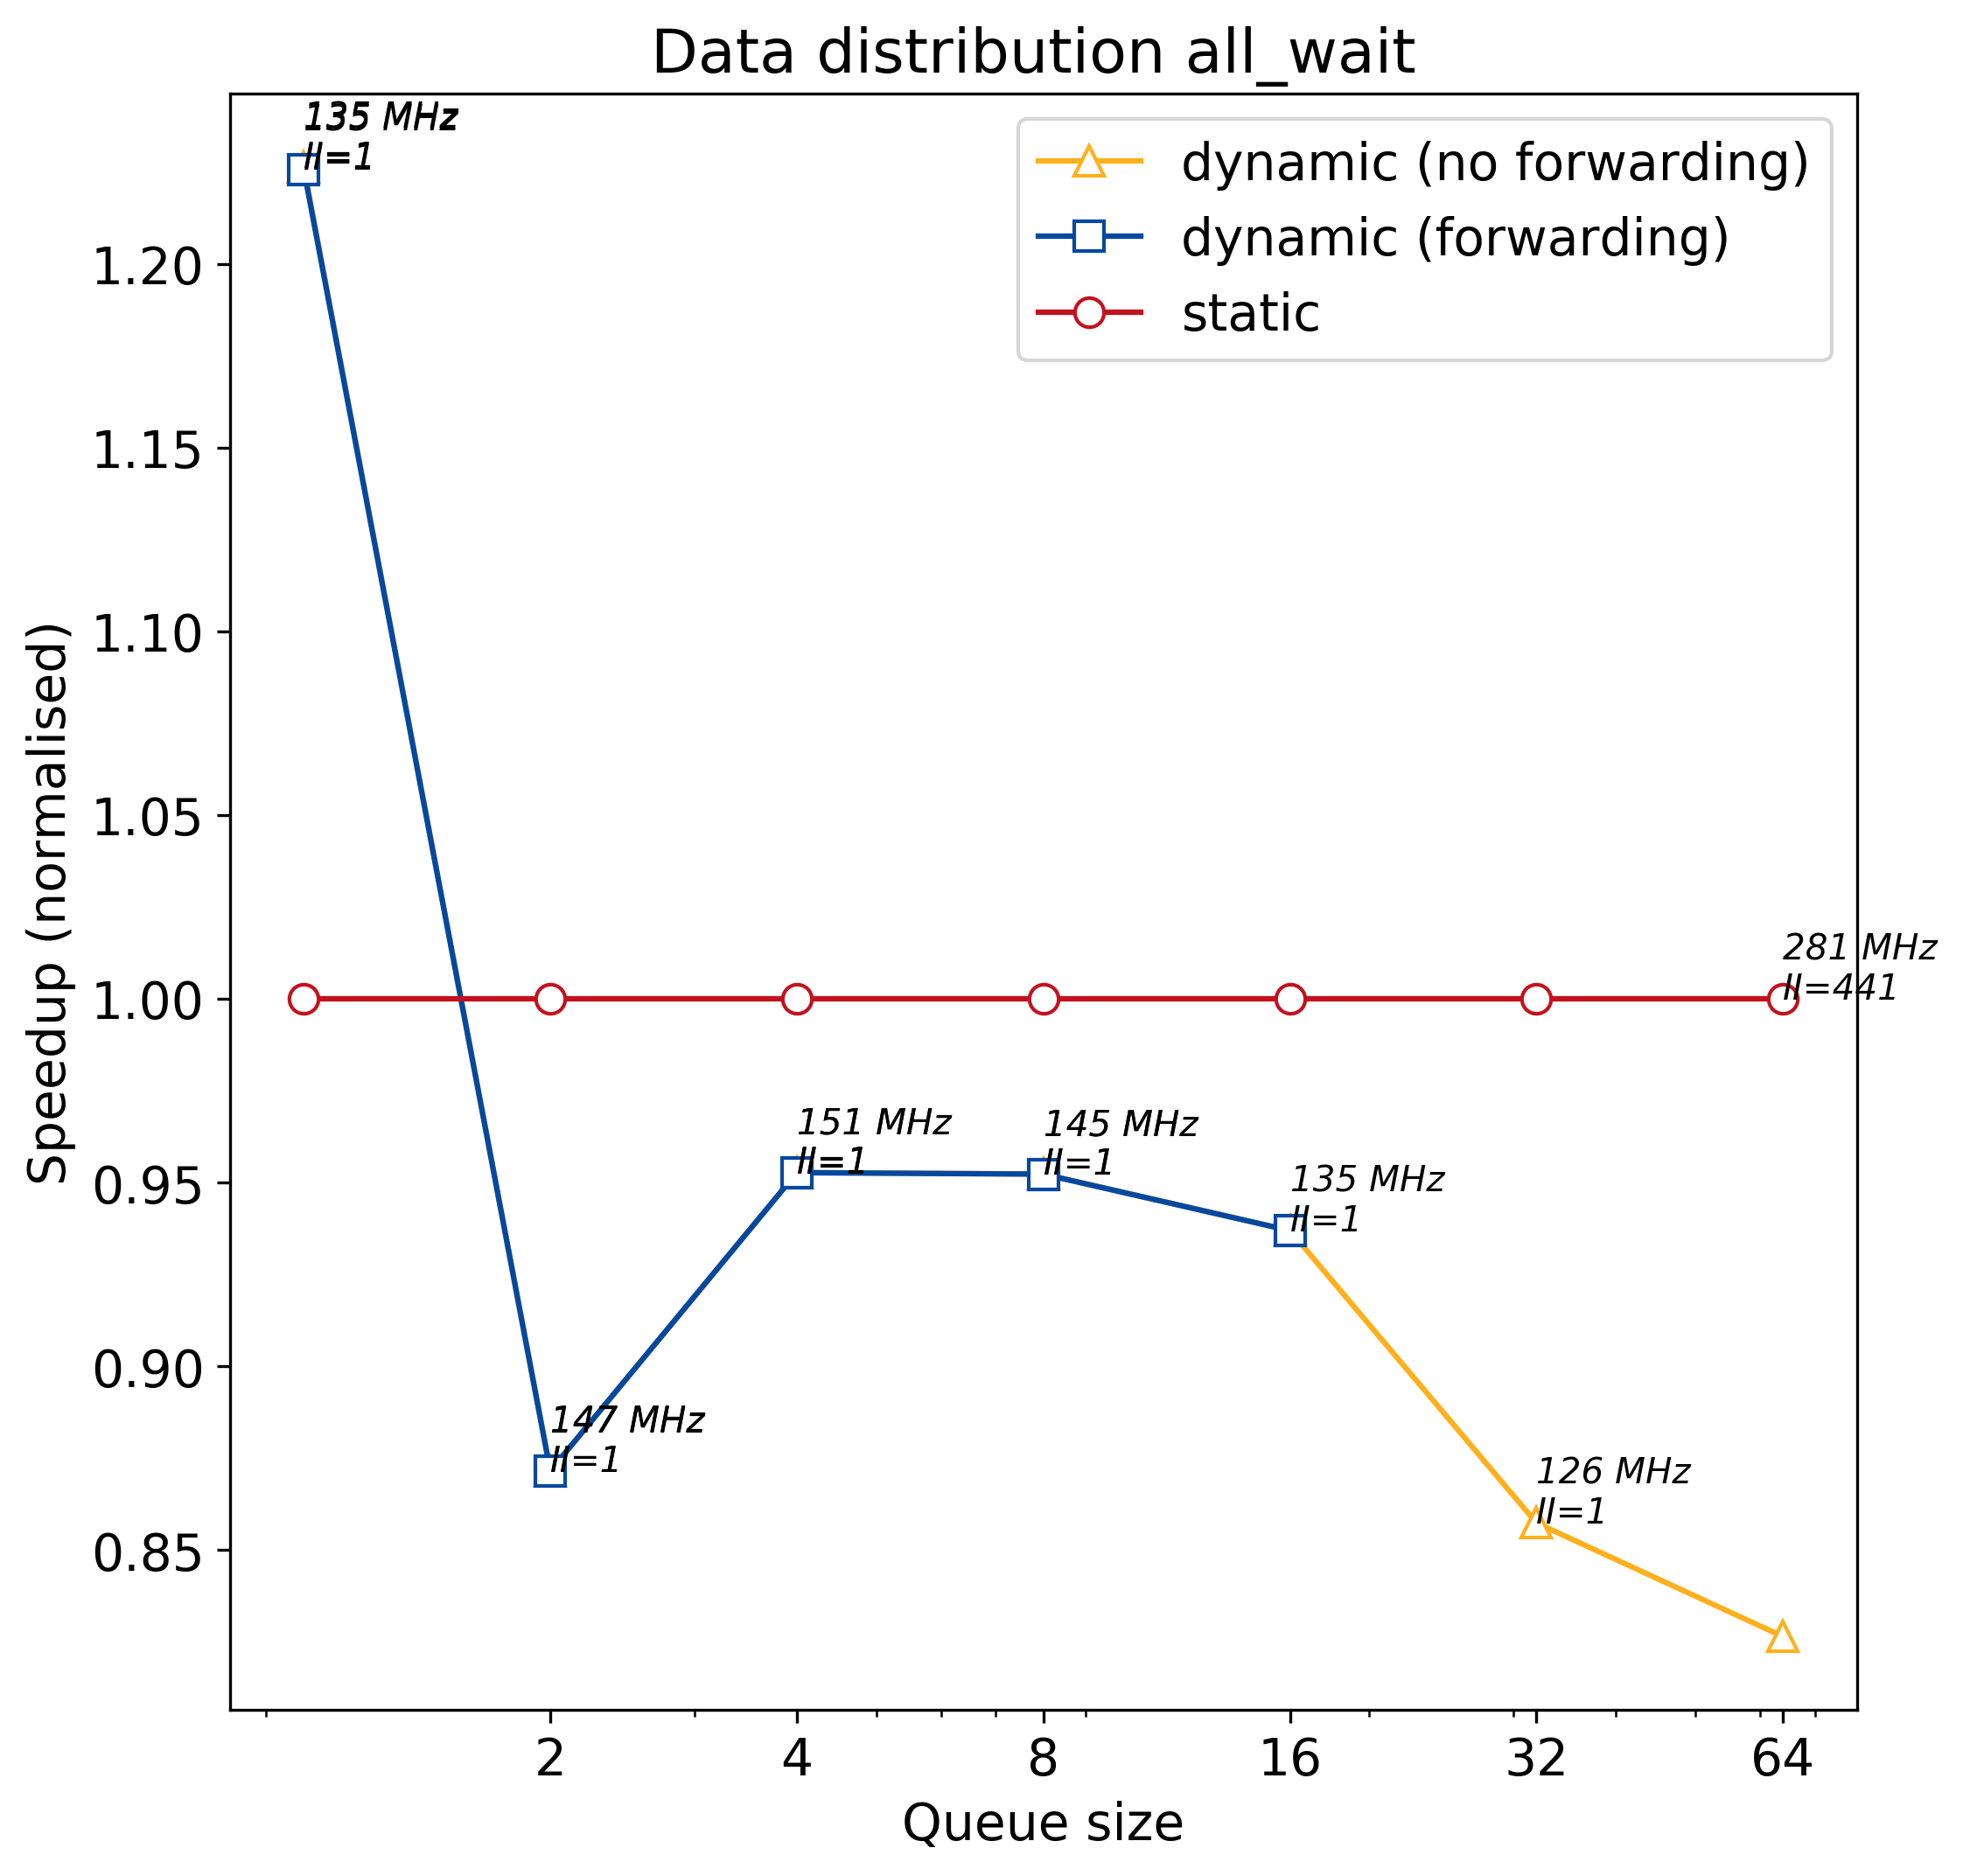 Data distribution all_wait
135 MHz
II=1
dynamic (no forwarding)
dynamic (forwarding)
static
1.20
1.15
1.10
1.05
1.00
0.95
0.90
0.85
Speedup (normalised)
281 MHz
II=441
151 MHz
II=1
145 MHz
II=1
135 MHz
II=1
147 MHz
II=1
126 MHz
II=1
2
4
8
16
32
64
Queue size